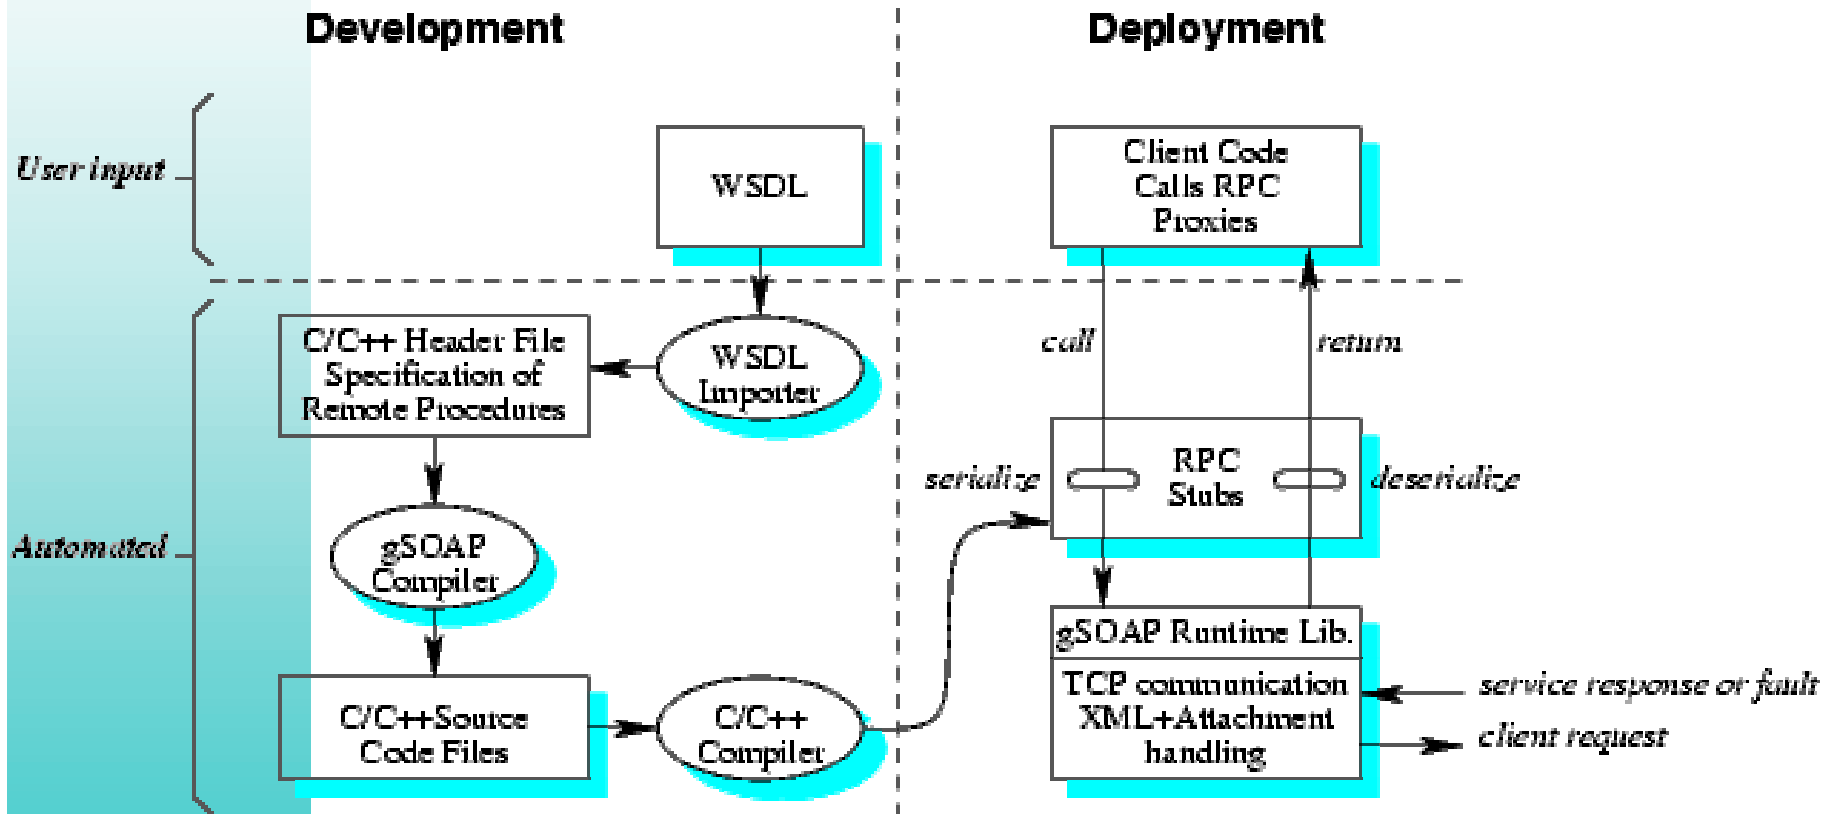 Development
Deployment
User input
WSDL
Client Code
Calls RPC
Proxies
C/C++ Header File
Specification of
Remote Procedures
WSDL
Importer
call
return
serialize
RPC
Stubs
deserialize
Automated
gSOAP
Compiler
gSOAP Runtime Lib.
TCP communication
XML+Attachment
handling
service response or fault
client request
C/C++Source
Code Files
C/C++
Compiler